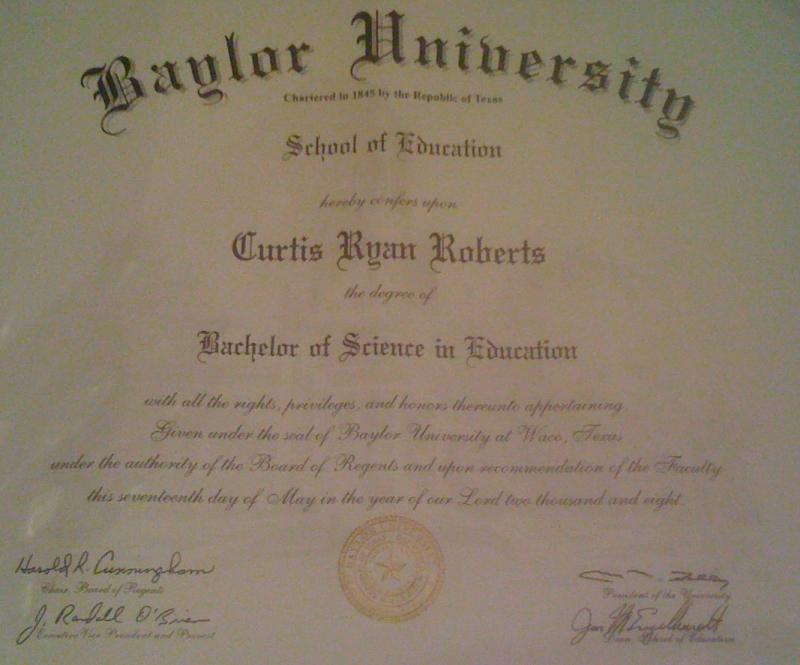 Baylor University
Chartered in 1845 by the Republic of Texas
School of Education
hereby confers upon
Curtis Ryan Roberts
the degree of
Bachelor of Science in Education
with all the rights, privileges, and honors thereunto appertaining
Given under the seal of Baylor University at Waco, Texas
under the authority of the Board of Regents and upon recommendation of the Faculty
this seventeenth day of May in the year of our Lord two thousand and eight.
BAYLOR UNIVERSITY
Harold R. Cunningham
Chair, Board of Regents
President of the University
J. Randall O'Brien
Executive Vice President and Provost
Dean, School of Education